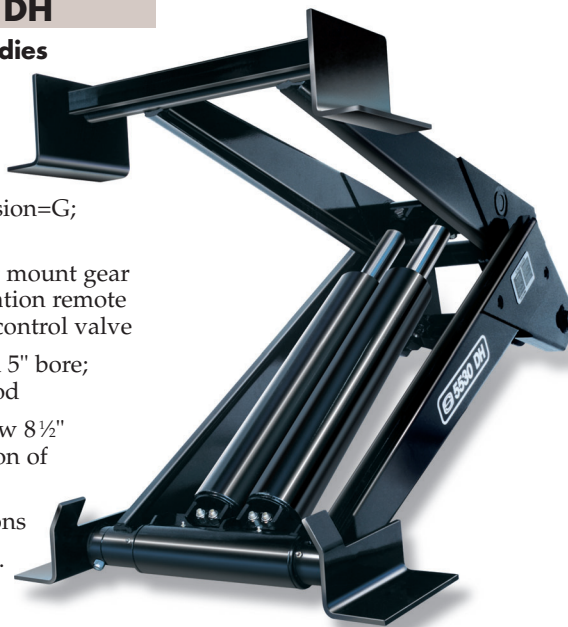 DH
dies
sion=G;
mount gear
ation remote
control valve
5" bore;
od
w 8½"
on of
ons
.
5530 DH